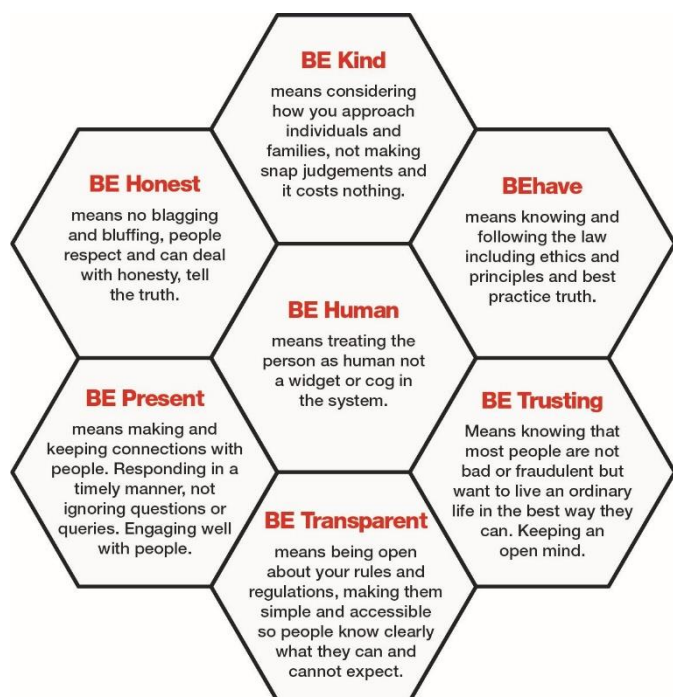 BE Kind
means considering
how you approach
individuals and
families, not making
snap judgements and
it costs nothing.
BE Honest
means no blagging
and bluffing, people
respect and can deal
with honesty, tell
the truth.
BEhave
means knowing and
following the law
including ethics and
principles and best
practice truth.
BE Human
means treating the
person as human not
a widget or cog in
the system.
BE Present
means making and
keeping connections with
people. Responding in a
timely manner, not
ignoring questions or
queries. Engaging well
with people.
BE Trusting
Means knowing that
most people are not
bad or fraudulent but
want to live an ordinary
life in the best way they
can. Keeping an
open mind.
BE Transparent
means being open
about your rules and
regulations, making them
simple and accessible
so people know clearly
what they can and
cannot expect.